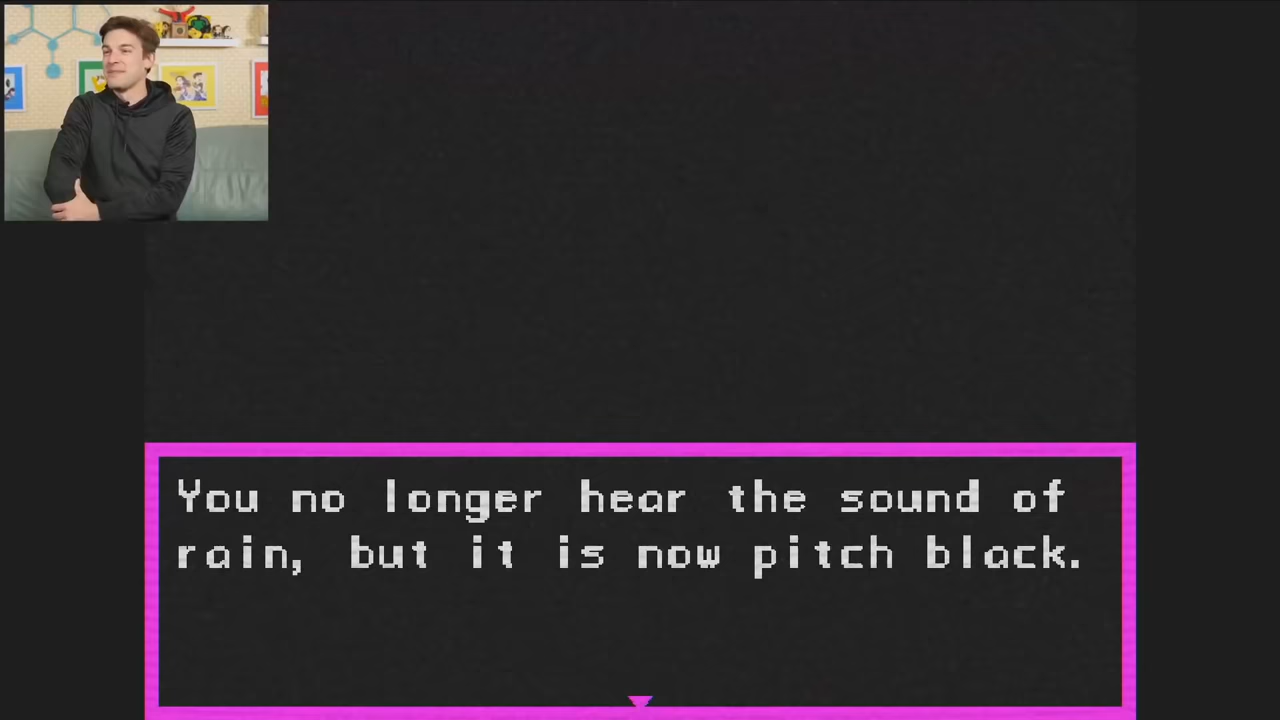 You no longer hear the sound of
rain, but it is now pitch black.